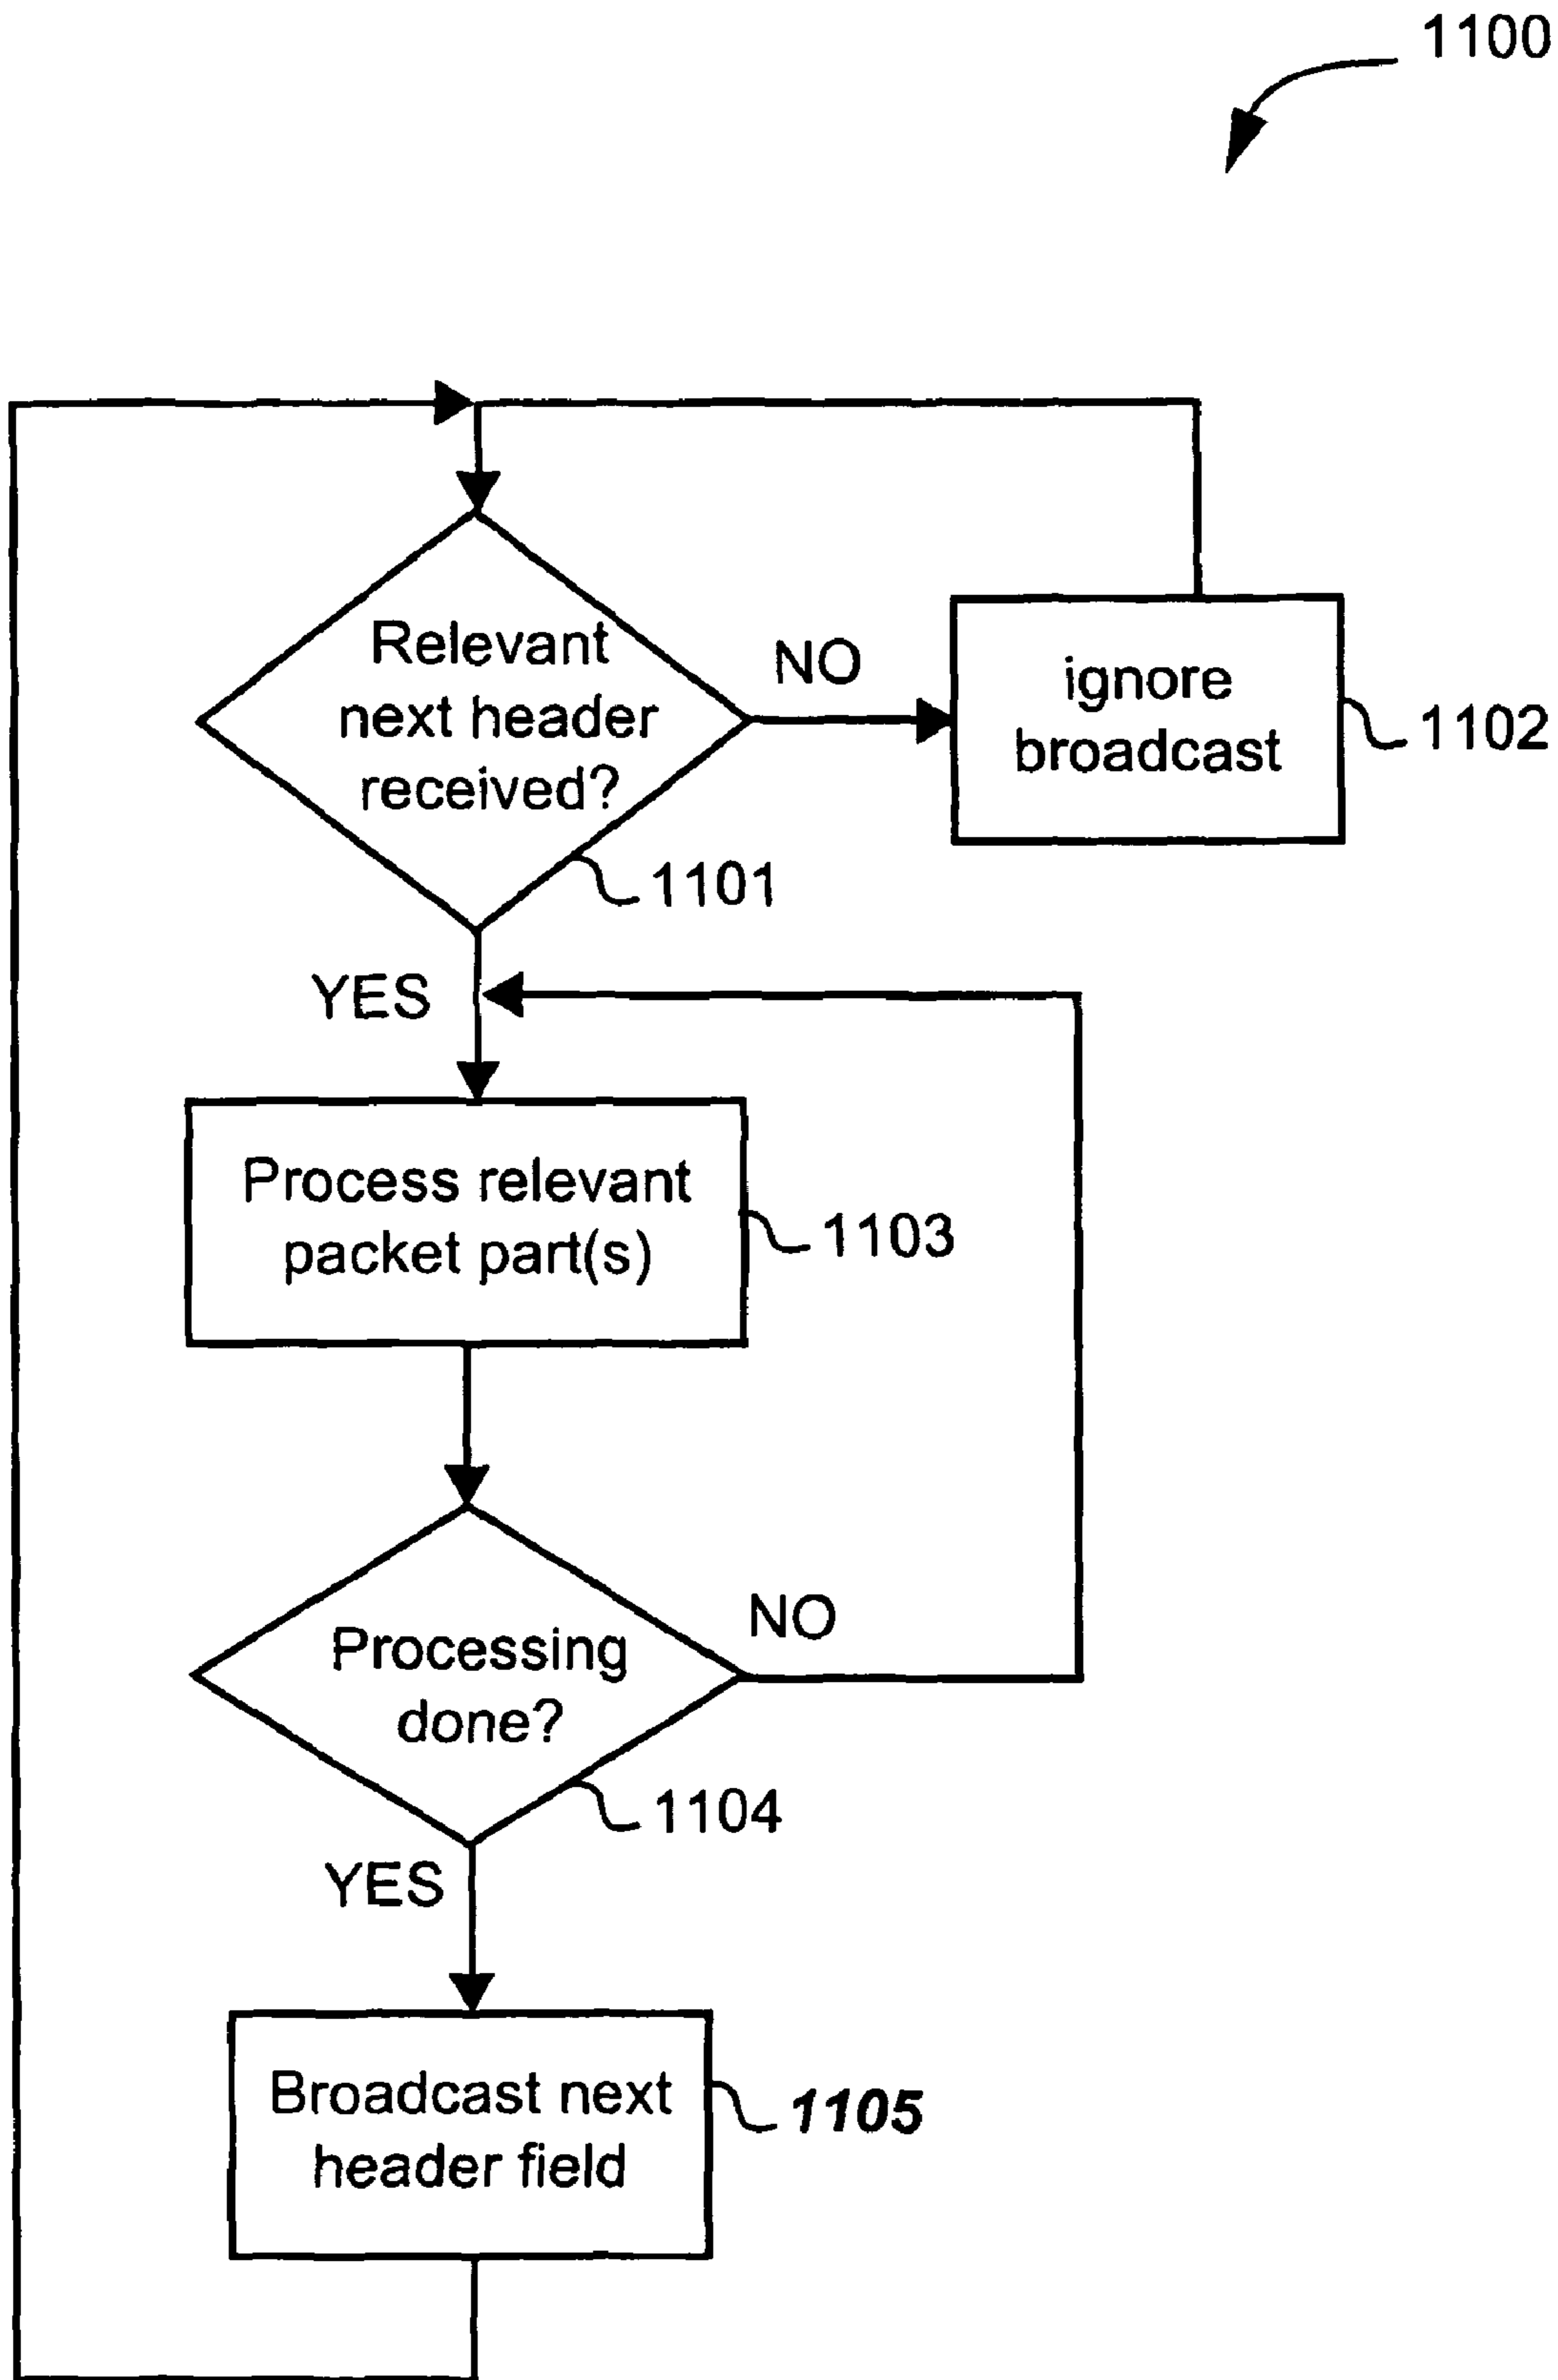 1100
Relevant
next header
received?
NO
ignore
broadcast
1102
1101
YES
Process relevant
packet part(s)
1103
Processing
done?
NO
1104
YES
Broadcast next
header field
1105